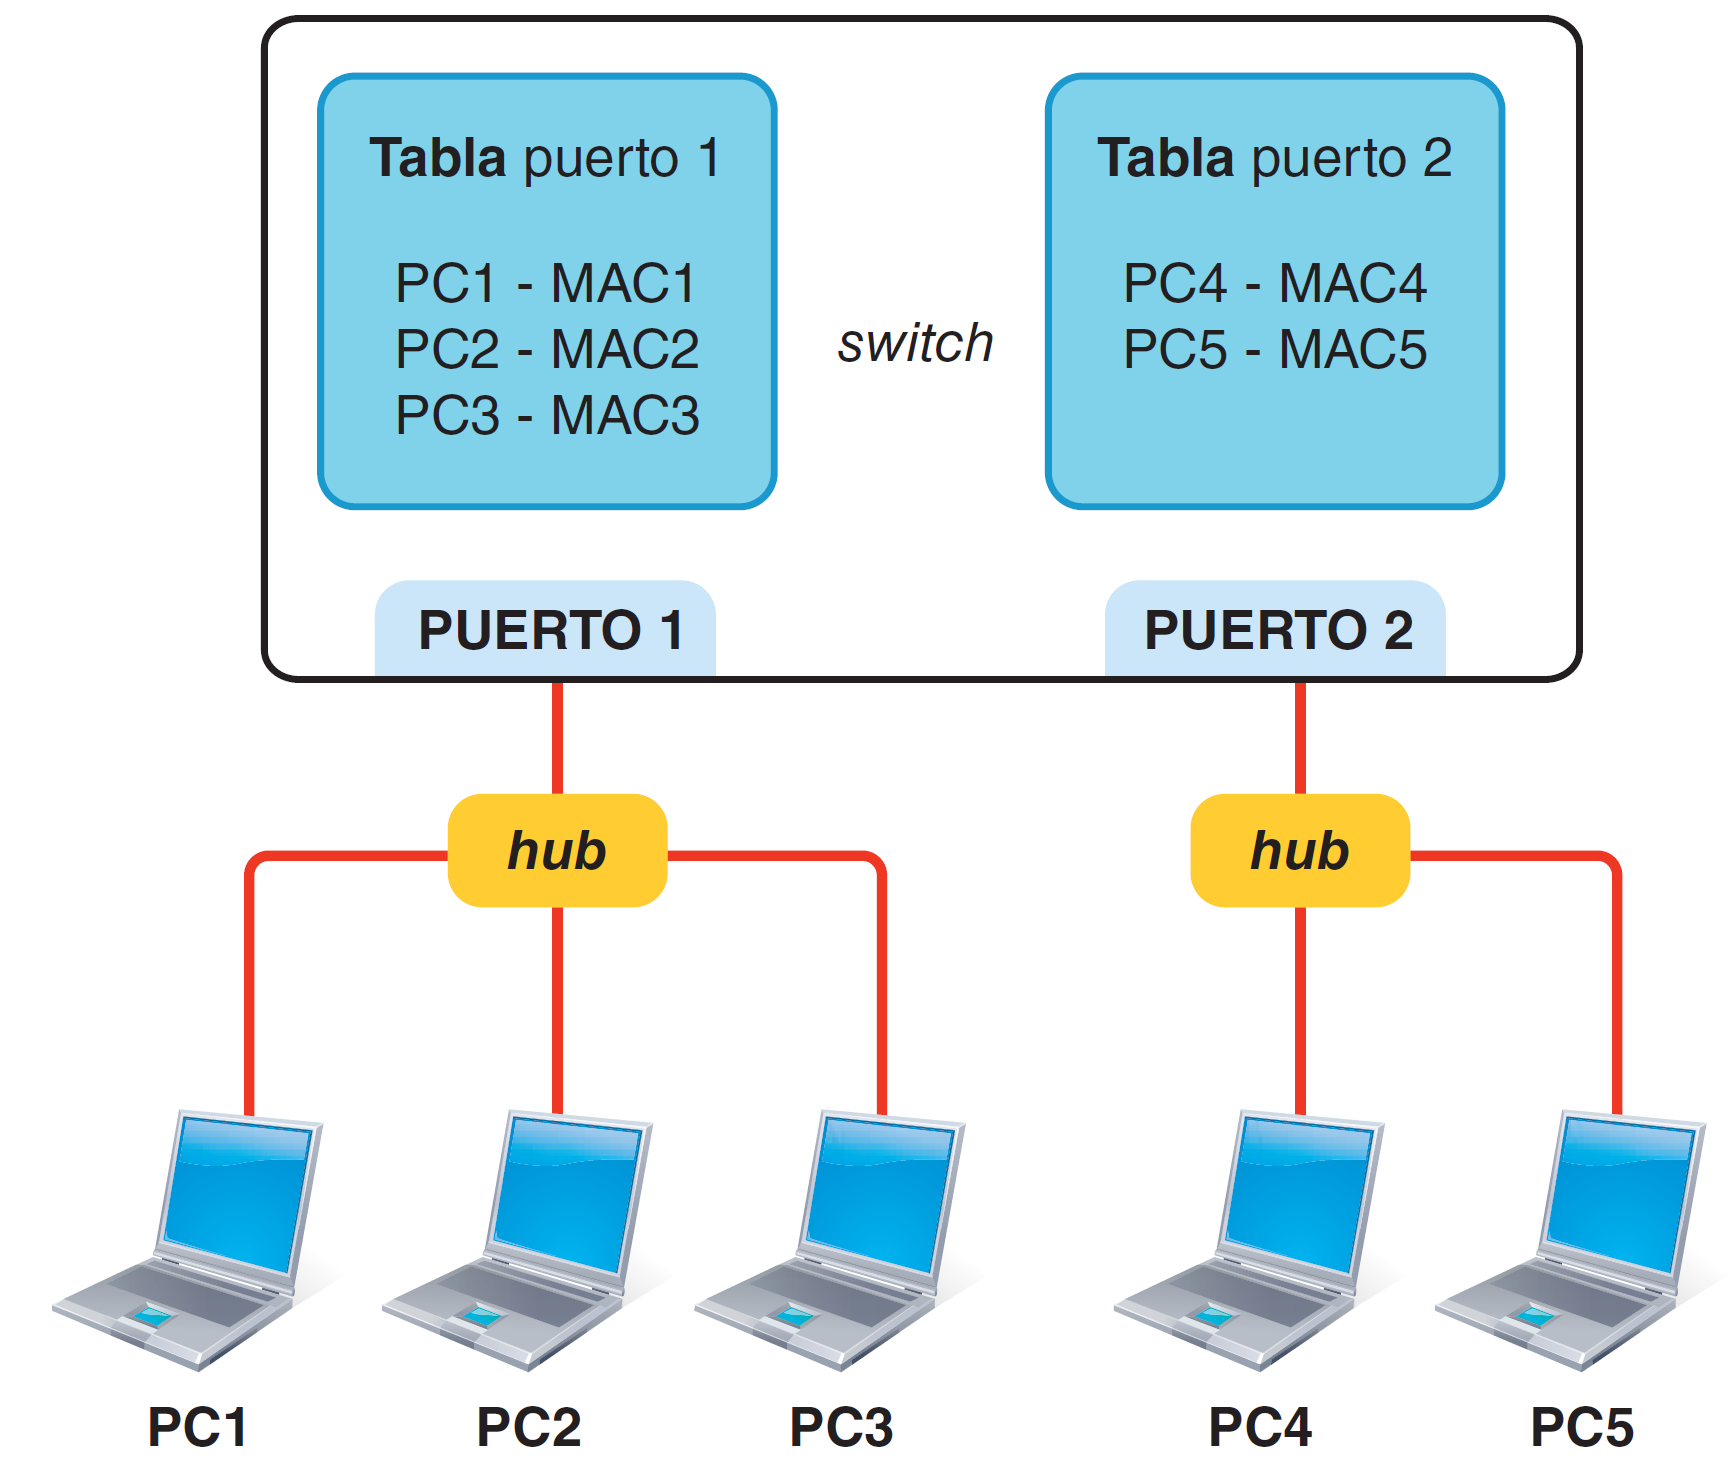 Tabla puerto 1
PC1 - MAC1
PC2 - MAC2
PC3 - MAC3
switch
Tabla puerto 2
PC4 - MAC4
PC5 - MAC5
PUERTO 1
PUERTO 2
hub
hub
PC1
PC2
PC3
PC4
PC5